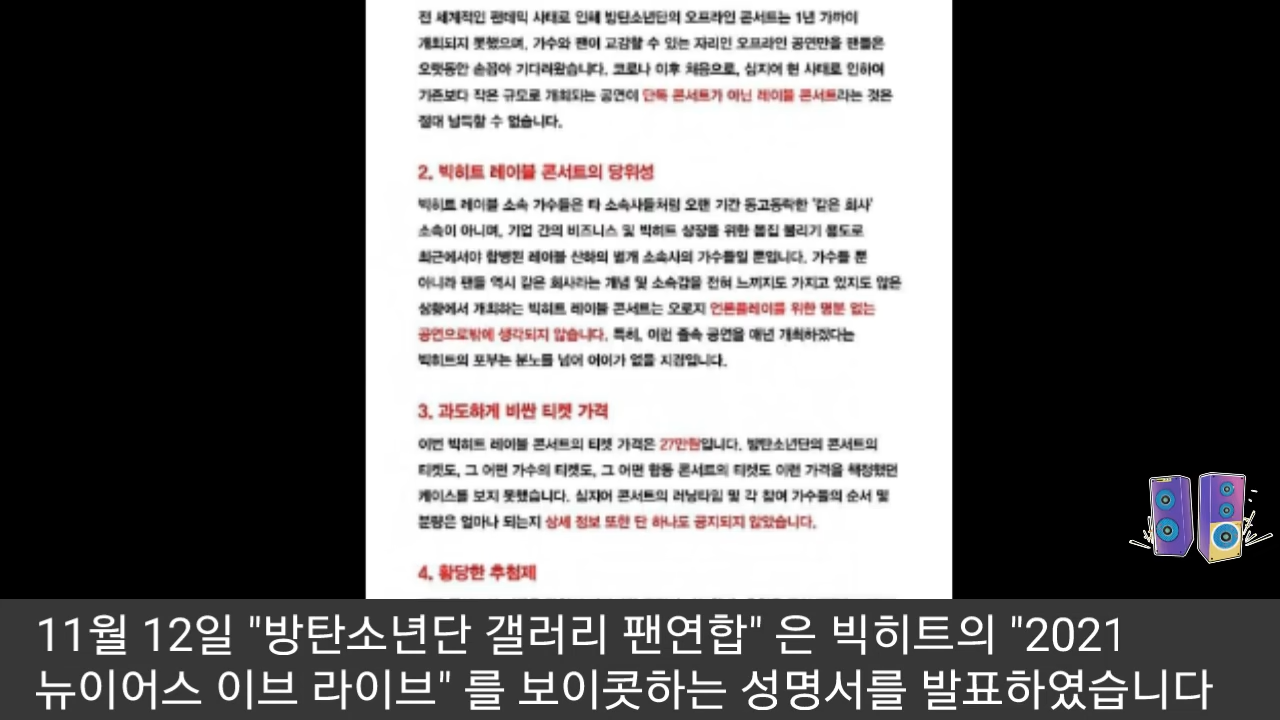 전 세계적인 팬데믹 사태로 인해 방탄소년단의 오프라인 콘서트는 1년 가까이
개최되지 못했으며, 가수와 팬이 교감할 수 있는 자리인 오프라인 공연만을 팬들은
오랫동안 손꼽아 기다려왔습니다. 코로나 이후 처음으로, 심지어 현 사태로 인하여
기존보다 작은 규모로 개최되는 공연이 단독 콘서트가 아닌 레이블 콘서트라는 것은
절대 납득할 수 없습니다.
2. 빅히트 레이블 콘서트의 당위성
빅히트 레이블 소속 가수들은 타 소속사들처럼 오랜 기간 동고동락한 '같은 회사'
소속이 아니며, 기업 간의 비즈니스 및 빅히트 상장을 위한 몸집 불리기 용도로
최근에서야 합병된 레이블 산하의 별개 소속사의 가수들일 뿐입니다. 가수들 뿐
아니라 팬들 역시 같은 회사라는 개념 및 소속감을 전혀 느끼지도 가지고 있지도 않은
상황에서 개최하는 빅히트 레이블 콘서트는 오로지 언론플레이를 위한 명분 없는
공연으로밖에 생각되지 않습니다. 특히, 이런 졸속 공연을 매년 개최하겠다는
빅히트의 포부는 분노를 넘어 어이가 없을 지경입니다.
3. 과도하게 비싼 티켓 가격
이번 빅히트 레이블 콘서트의 티켓 가격은 27만원입니다. 방탄소년단의 콘서트의
티켓도, 그 어떤 가수의 티켓도, 그 어떤 합동 콘서트의 티켓도 이런 가격을 책정했던
케이스를 보지 못했습니다. 심지어 콘서트의 러닝타임 및 각 참여 가수들의 순서 및
분량은 얼마나 되는지 상세 정보 또한 단 하나도 공지되지 않았습니다.
4. 황당한 추첨제
11월 12일 "방탄소년단 갤러리 팬연합" 은 빅히트의 "2021
뉴이어스 이브 라이브" 를 보이콧하는 성명서를 발표하였습니다